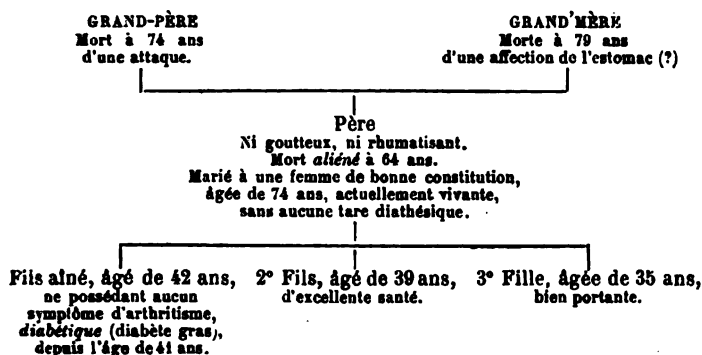 GRAND-PÈRE
Mort à 74 ans
d'une attaque.
GRAND'MÈRE
Morte à 79 ans
d'une affection de l'estomac (?)
Père
Ni goutteux, ni rhumatisant.
Mort aliéné à 64 ans.
Marié à une femme de bonne constitution,
âgée de 74 ans, actuellement vivante,
sans aucune tare diathésique.
Fils aîné, âgé de 42 ans,
ne possédant aucun
symptôme d'arthritisme,
diabétique (diabète gras),
depuis l'âge de 41 ans.
2° Fils, âgé de 39 ans,
d'excellente santé.
3° Fille, âgée de 35 ans,
bien portante.